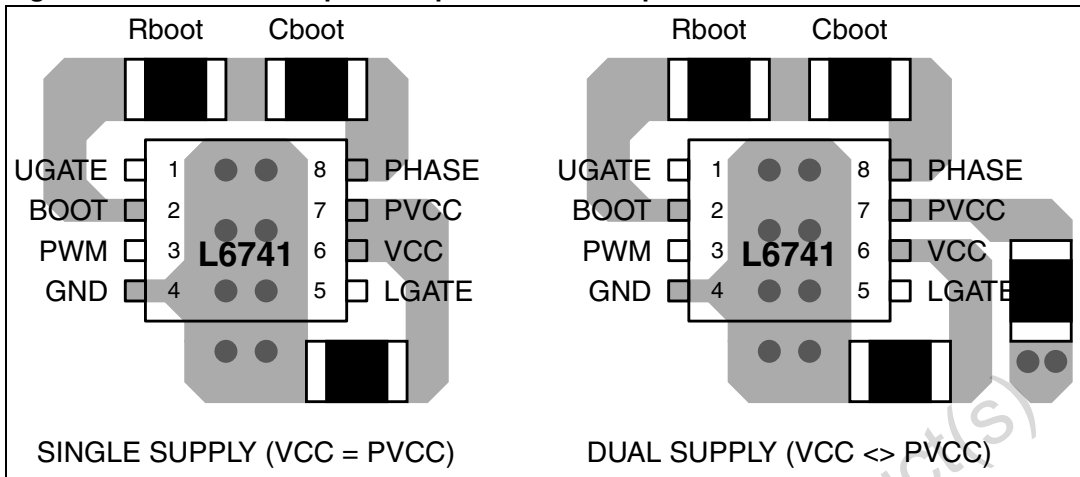 Rboot Cboot
UGATE 1 8 PHASE
BOOT 2 7 PVCC
PWM 3 L6741 6 VCC
GND 4 5 LGATE
SINGLE SUPPLY (VCC = PVCC)
Rboot Cboot
UGATE 1 8 PHASE
BOOT 2 7 PVCC
PWM 3 L6741 6 VCC
GND 4 5 LGATE
DUAL SUPPLY (VCC <> PVCC)